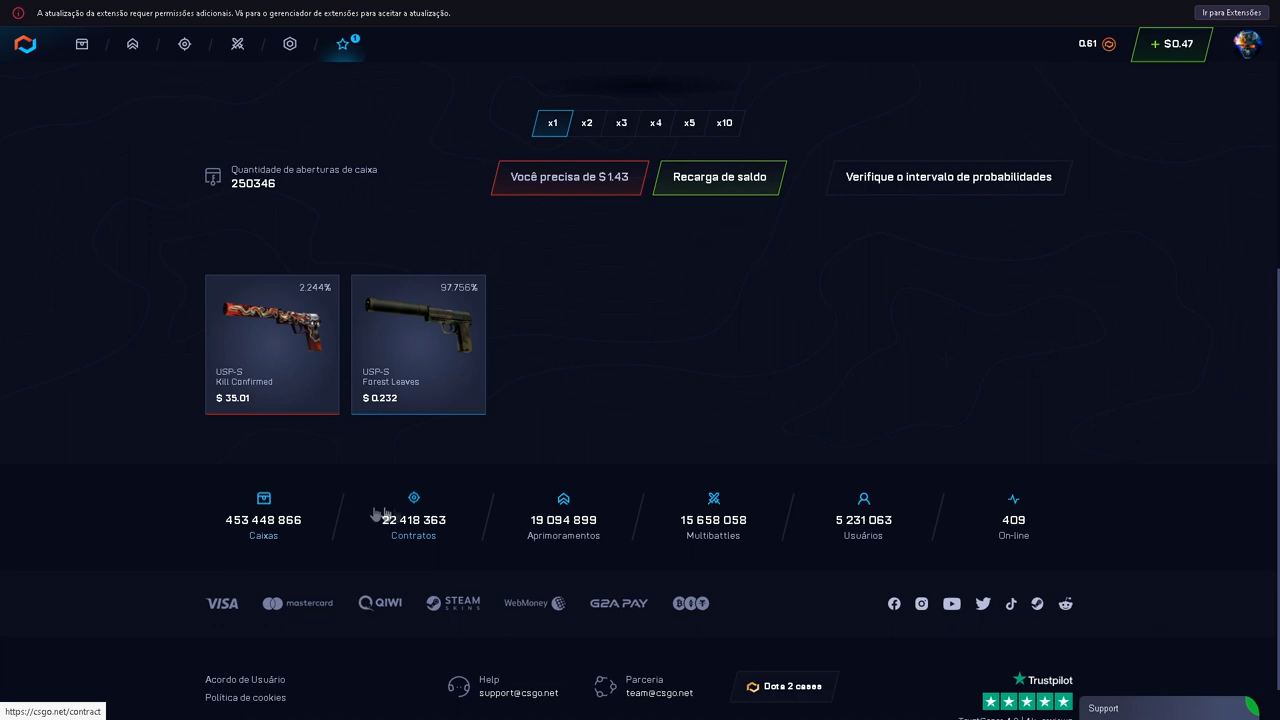 A atualização da extensão requer permissões adicionais. Vá para o gerenciador de extensões para aceitar a atualização.
Ir para Extensões
1
0.61
+ $0.47
x1
x2
x3
x4
x5
x10
Quantidade de aberturas de caixa
250346
Você precisa de $ 1.43
Recarga de saldo
Verifique o intervalo de probabilidades
2.244%
USP-S
Kill Confirmed
$ 35.01
97.756%
USP-S
Forest Leaves
$ 0.232
453 448 866
Caixas
22 418 363
Contratos
19 094 899
Aprimoramentos
15 658 058
Multibattles
5 231 063
Usuários
409
On-line
VISA
mastercard
QIWI
STEAM
SKINS
WebMoney
G2A PAY
Acordo de Usuário
Política de cookies
Help
support@csgo.net
Parceria
team@csgo.net
Dota 2 cases
Trustpilot
Support
https://csgo.net/contract